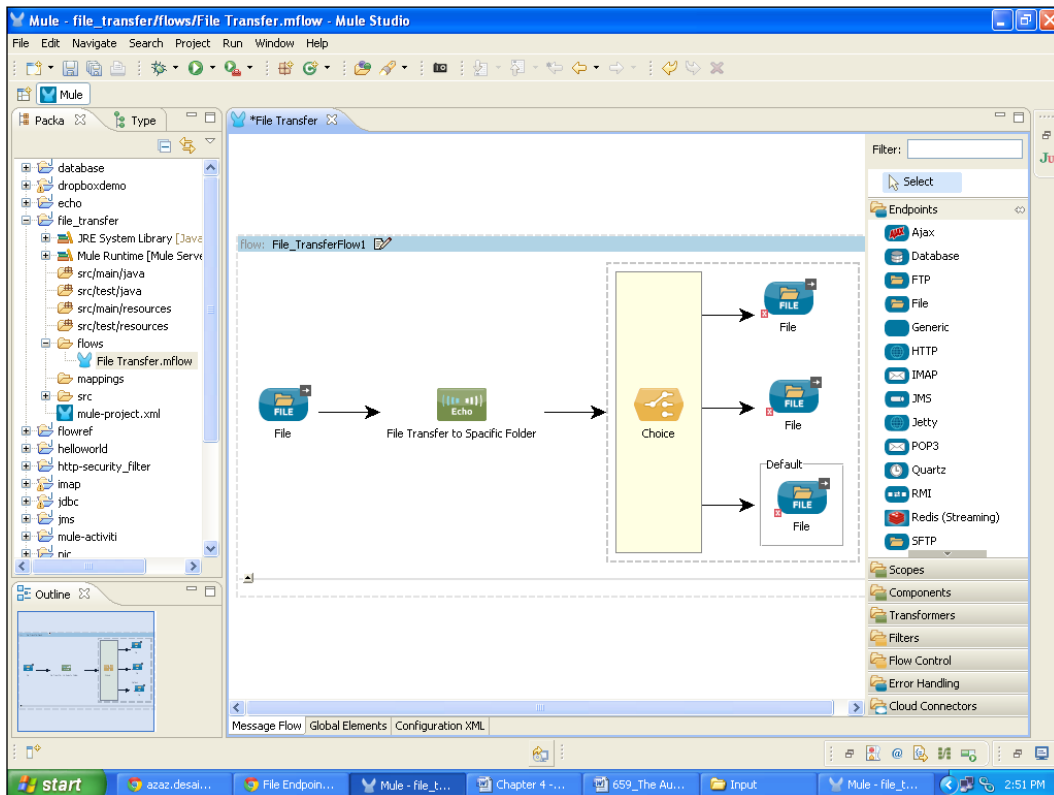 Mule - file_transfer/flows/File Transfer.mflow - Mule Studio
File Edit Navigate Search Project Run Window Help
Mule
Packa
Type
database
dropboxdemo
echo
file_transfer
JRE System Library [Java
Mule Runtime [Mule Serve
src/main/java
src/test/java
src/main/resources
src/test/resources
flows
File Transfer.mflow
mappings
src
mule-project.xml
flowref
helloworld
http-security_filter
imap
jdbc
jms
mule-activiti
Outline
*File Transfer
flow: File_TransferFlow1
FILE
File
Echo
File Transfer to Spacific Folder
Choice
FILE
File
FILE
File
Default
FILE
File
Message Flow Global Elements Configuration XML
Filter:
Select
Endpoints
Ajax
Database
FTP
File
Generic
HTTP
IMAP
JMS
Jetty
POP3
Quartz
RMI
Redis (Streaming)
SFTP
Scopes
Components
Transformers
Filters
Flow Control
Error Handling
Cloud Connectors
Ju
start
azaz.desai...
File Endpoin...
Mule - file_t...
Chapter 4 -...
659_The Au...
Input
Mule - file_t...
2:51 PM